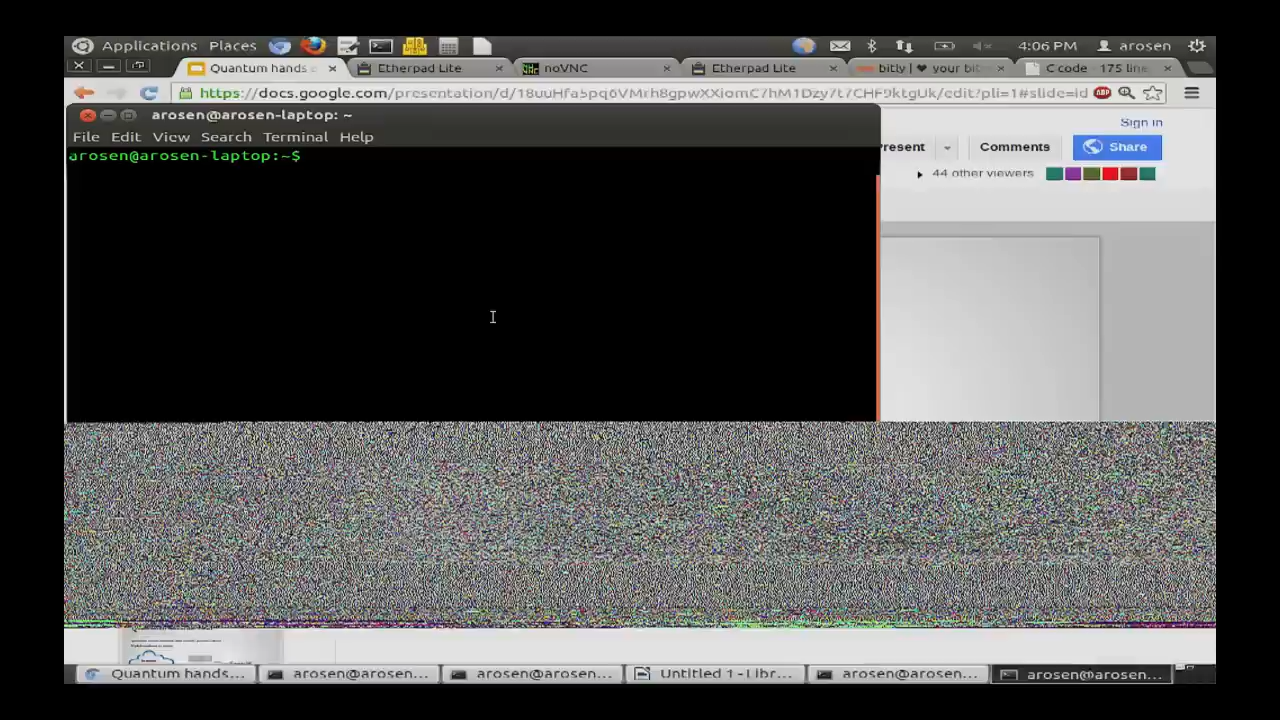 Applications Places 4:06 PM arosen
Quantum hands o Etherpad Lite noVNC Etherpad Lite bitly | ♥ your bit C code - 175 line
https://docs.google.com/presentation/d/
arosen@arosen-laptop: ~
File Edit View Search Terminal Help
arosen@arosen-laptop:~$
Sign in
Present Comments Share
44 other viewers
Quantum hands... arosen@arosen... arosen@arosen... Untitled 1 - Libr... arosen@arosen... arosen@arosen...